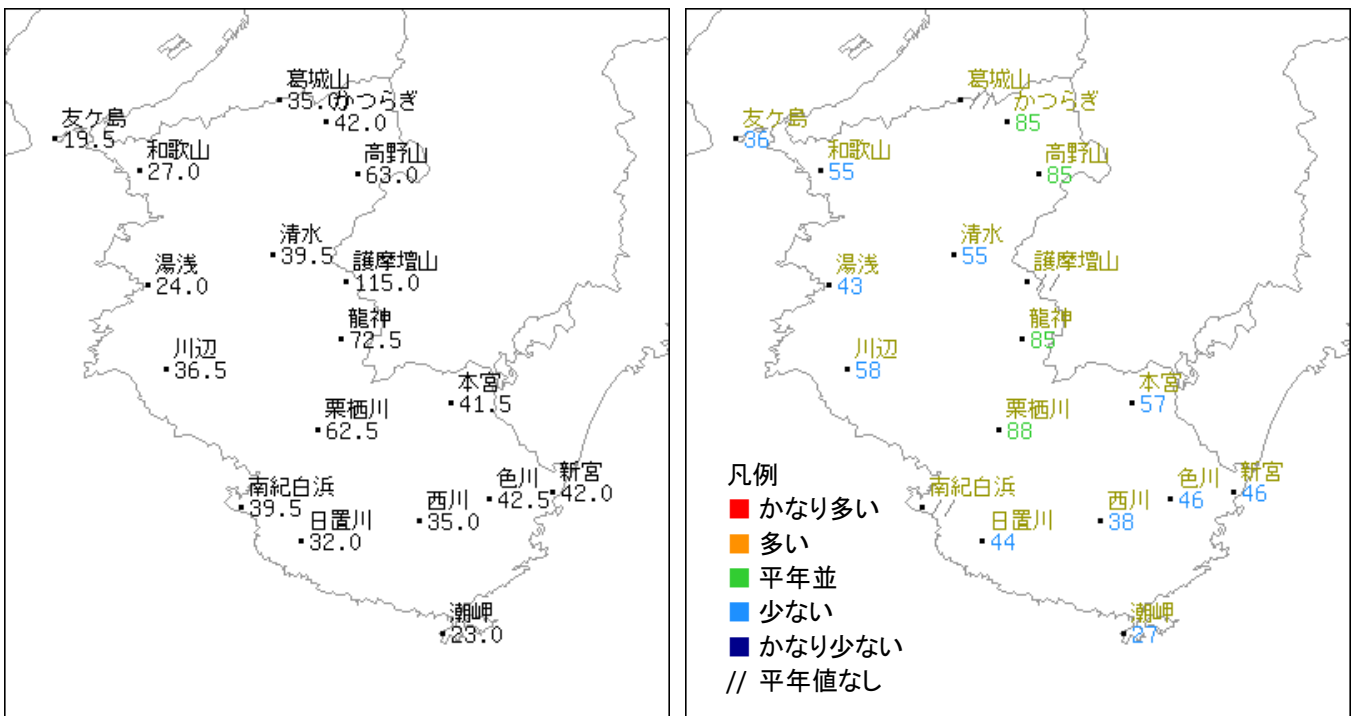 葛城山
35.0
かつらぎ
42.0
友ケ島
19.5
和歌山
27.0
高野山
63.0
清水
39.5
湯浅
24.0
護摩壇山
115.0
龍神
72.5
川辺
36.5
本宮
41.5
栗栖川
62.5
南紀白浜
39.5
日置川
32.0
西川
35.0
色川
42.5
新宮
42.0
潮岬
23.0
葛城山
//
かつらぎ
85
友ケ島
36
和歌山
55
高野山
85
清水
55
湯浅
43
護摩壇山
//
龍神
85
川辺
58
本宮
57
栗栖川
88
南紀白浜
//
日置川
44
西川
38
色川
46
新宮
46
潮岬
27
凡例
かなり多い
多い
平年並
少ない
かなり少ない
// 平年値なし